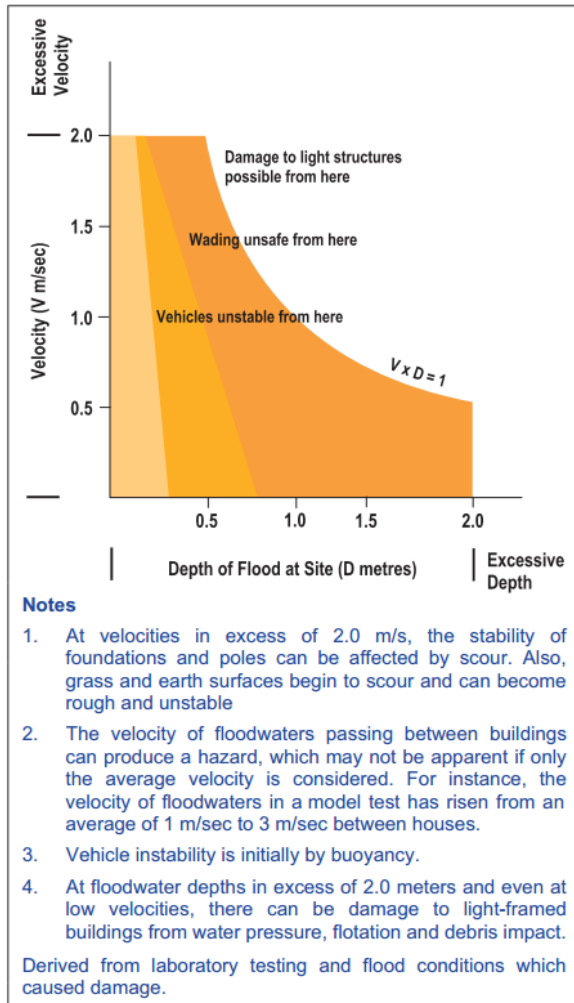 Excessive
Velocity
2.0
Damage to light structures
possible from here
1.5
Wading unsafe from here
Velocity (V m/sec)
1.0
Vehicles unstable from here
V x D = 1
0.5
0.5
1.0
1.5
2.0
Depth of Flood at Site (D metres)
Excessive
Depth
Notes
1. At velocities in excess of 2.0 m/s, the stability of
foundations and poles can be affected by scour. Also,
grass and earth surfaces begin to scour and can become
rough and unstable
2. The velocity of floodwaters passing between buildings
can produce a hazard, which may not be apparent if only
the average velocity is considered. For instance, the
velocity of floodwaters in a model test has risen from an
average of 1 m/sec to 3 m/sec between houses.
3. Vehicle instability is initially by buoyancy.
4. At floodwater depths in excess of 2.0 meters and even at
low velocities, there can be damage to light-framed
buildings from water pressure, flotation and debris impact.
Derived from laboratory testing and flood conditions which
caused damage.